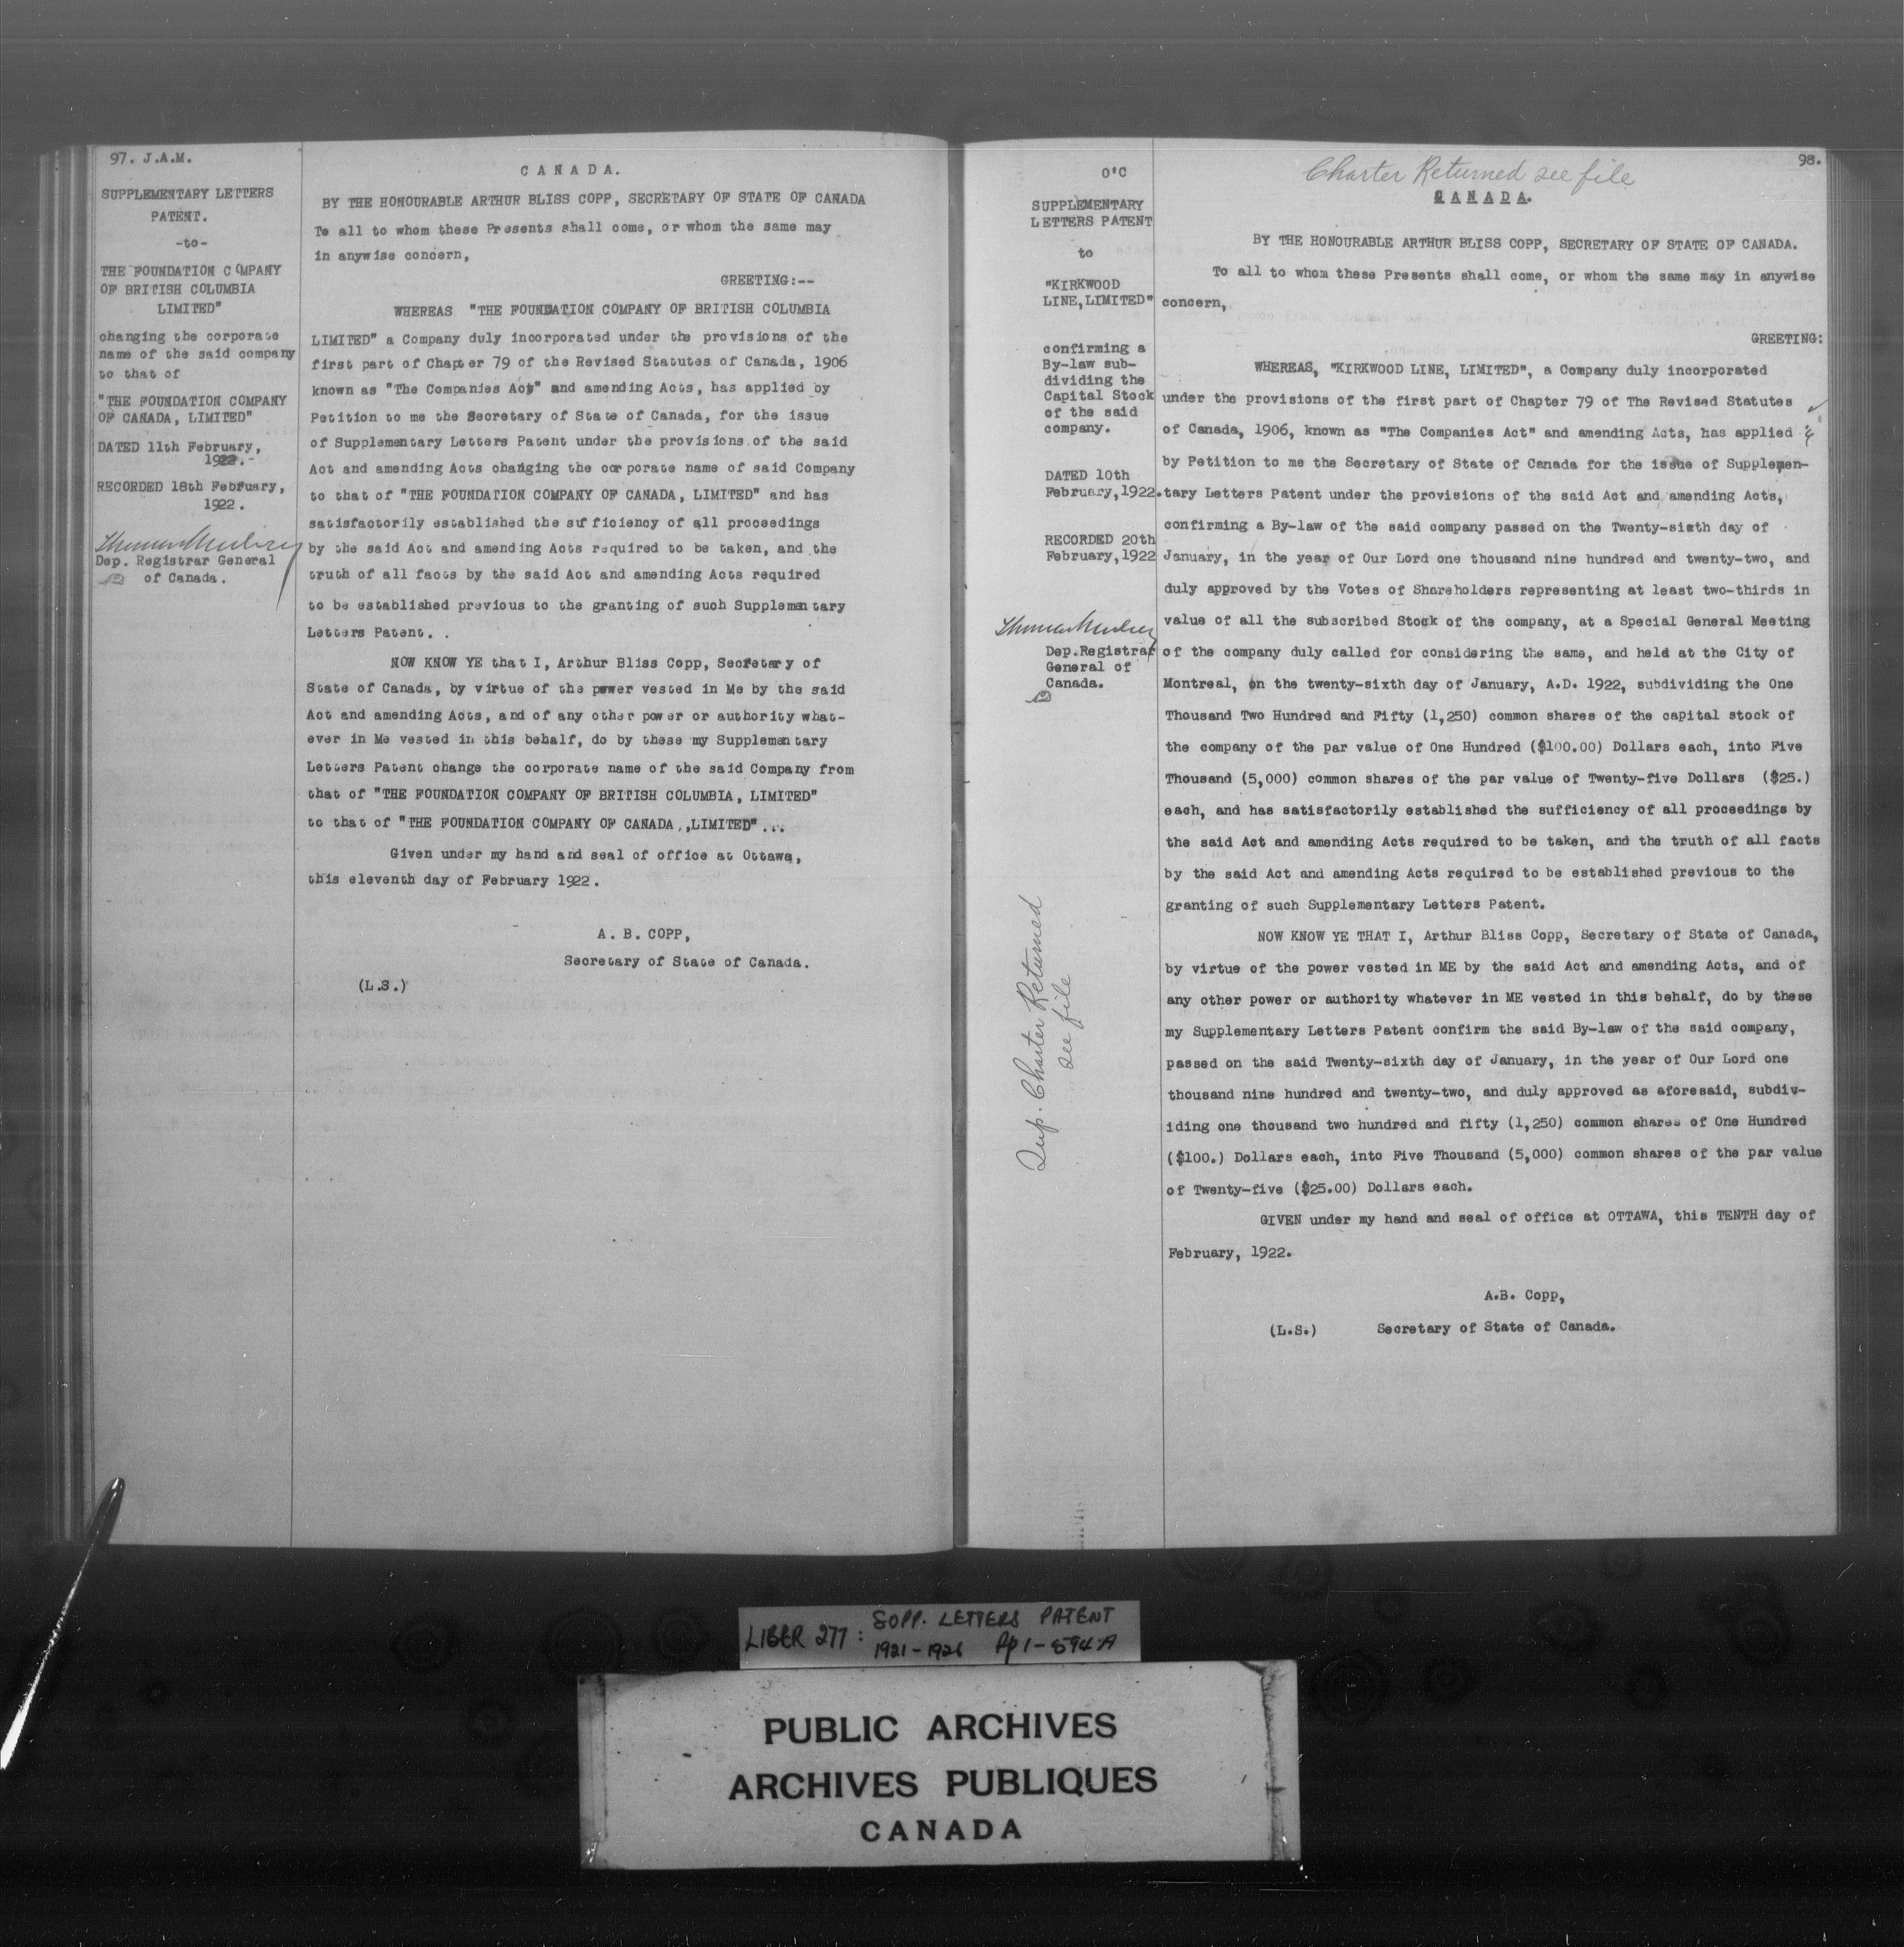 97. J.A.M.
SUPPLEMENTARY LETTERS
PATENT.
-to-
THE FOUNDATION COMPANY
OF BRITISH COLUMBIA
LIMITED"
changing the corporate
name of the said company
to that of
"THE FOUNDATION COMPANY
OF CANADA, LIMITED"
DATED 11th February,
1922.-
RECORDED 18th February,
1922.
Dep. Registrar General
of Canada.
CANADA.
BY THE HONOURABLE ARTHUR BLISS COPP, SECRETARY OF STATE OF CANADA
To all to whom these Presents shall come, or whom the same may
in anywise concern,
GREETING:--
WHEREAS "THE FOUNDATION COMPANY OF BRITISH COLUMBIA
LIMITED" a Company duly incorporated under the provisions of the
first part of Chapter 79 of the Revised Statutes of Canada, 1906
known as "The Companies Act" and amending Acts, has applied by
Petition to me the Secretary of State of Canada, for the issue
of Supplementary Letters Patent under the provisions of the said
Act and amending Acts changing the corporate name of said Company
to that of "THE FOUNDATION COMPANY OF CANADA, LIMITED" and has
satisfactorily established the sufficiency of all proceedings
by the said Act and amending Acts required to be taken, and the
truth of all facts by the said Act and amending Acts required
to be established previous to the granting of such Supplementary
Letters Patent. .
NOW KNOW YE that I, Arthur Bliss Copp, Secretary of
State of Canada, by virtue of the power vested in Me by the said
Act and amending Acts, and of any other power or authority what-
ever in Me vested in this behalf, do by these my Supplementary
Letters Patent change the corporate name of the said Company from
that of "THE FOUNDATION COMPANY OF BRITISH COLUMBIA, LIMITED"
to that of "THE FOUNDATION COMPANY OF CANADA,,LIMITED"...
Given under my hand and seal of office at Ottawa,
this eleventh day of February 1922.
A. B. COPP,
Secretary of State of Canada.
(L.S.)
98.
O'C
SUPPLEMENTARY
LETTERS PATENT
to
"KIRKWOOD
LINE, LIMITED"
confirming a
By-law sub-
dividing the
Capital Stock
of the said
company.
DATED 10th
February, 1922.
RECORDED 20th
February, 1922
Dep. Registrar
General of
Canada.
Dup. Charter Returned
see file
Charter Returned see file
CANADA.
BY THE HONOURABLE ARTHUR BLISS COPP, SECRETARY OF STATE OF CANADA.
To all to whom these Presents shall come, or whom the same may in anywise
concern,
GREETING:
WHEREAS, "KIRKWOOD LINE, LIMITED", a Company duly incorporated
under the provisions of the first part of Chapter 79 of The Revised Statutes
of Canada, 1906, known as "The Companies Act" and amending Acts, has applied
by Petition to me the Secretary of State of Canada for the issue of Supplemen-
tary Letters Patent under the provisions of the said Act and amending Acts,
confirming a By-law of the said company passed on the Twenty-sixth day of
January, in the year of Our Lord one thousand nine hundred and twenty-two, and
duly approved by the Votes of Shareholders representing at least two-thirds in
value of all the subscribed Stock of the company, at a Special General Meeting
of the company duly called for considering the same, and held at the City of
Montreal, on the twenty-sixth day of January, A.D. 1922, subdividing the One
Thousand Two Hundred and Fifty (1,250) common shares of the capital stock of
the company of the par value of One Hundred ($100.00) Dollars each, into Five
Thousand (5,000) common shares of the par value of Twenty-five Dollars ($25.)
each, and has satisfactorily established the sufficiency of all proceedings by
the said Act and amending Acts required to be taken, and the truth of all facts
by the said Act and amending Acts required to be established previous to the
granting of such Supplementary Letters Patent.
NOW KNOW YE THAT I, Arthur Bliss Copp, Secretary of State of Canada,
by virtue of the power vested in ME by the said Act and amending Acts, and of
any other power or authority whatever in ME vested in this behalf, do by these
my Supplementary Letters Patent confirm the said By-law of the said company,
passed on the said Twenty-sixth day of January, in the year of Our Lord one
thousand nine hundred and twenty-two, and duly approved as aforesaid, subdiv-
iding one thousand two hundred and fifty (1,250) common shares of One Hundred
($100.) Dollars each, into Five Thousand (5,000) common shares of the par value
of Twenty-five ($25.00) Dollars each.
GIVEN under my hand and seal of office at OTTAWA, this TENTH day of
February, 1922.
A.B. Copp,
(L.S.) Secretary of State of Canada.
LIBER 277: SUPP. LETTERS PATENT
Pp 1-594A
PUBLIC ARCHIVES
ARCHIVES PUBLIQUES
CANADA